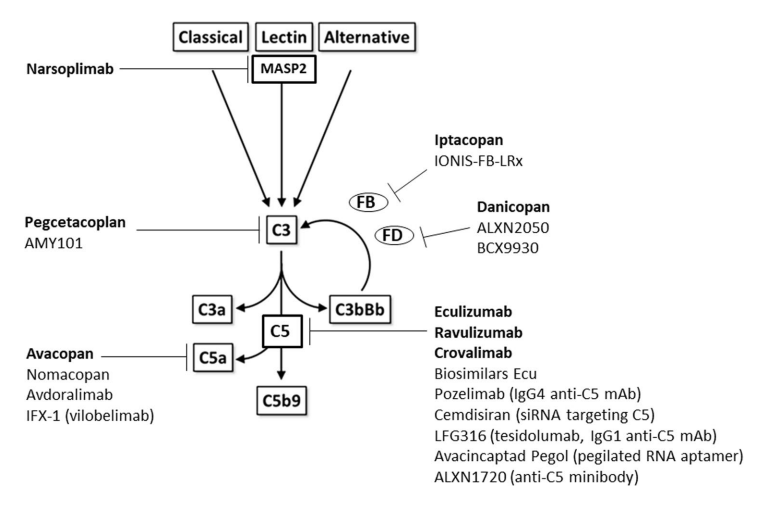 Classical Lectin Alternative
Narsoplimab
MASP2
Iptacopan
IONIS-FB-LRx
FB
Danicopan
ALXN2050
BCX9930
FD
Pegcetacoplan
AMY101
C3
C3a
C3bBb
Eculizumab
Ravulizumab
Crovalimab
Biosimilars Ecu
Pozelimab (IgG4 anti-C5 mAb)
Cemdisiran (siRNA targeting C5)
LFG316 (tesidolumab, IgG1 anti-C5 mAb)
Avacincaptad Pegol (pegilated RNA aptamer)
ALXN1720 (anti-C5 minibody)
C5
Avacopan
Nomacopan
Avdoralimab
IFX-1 (vilobelimab)
C5a
C5b9